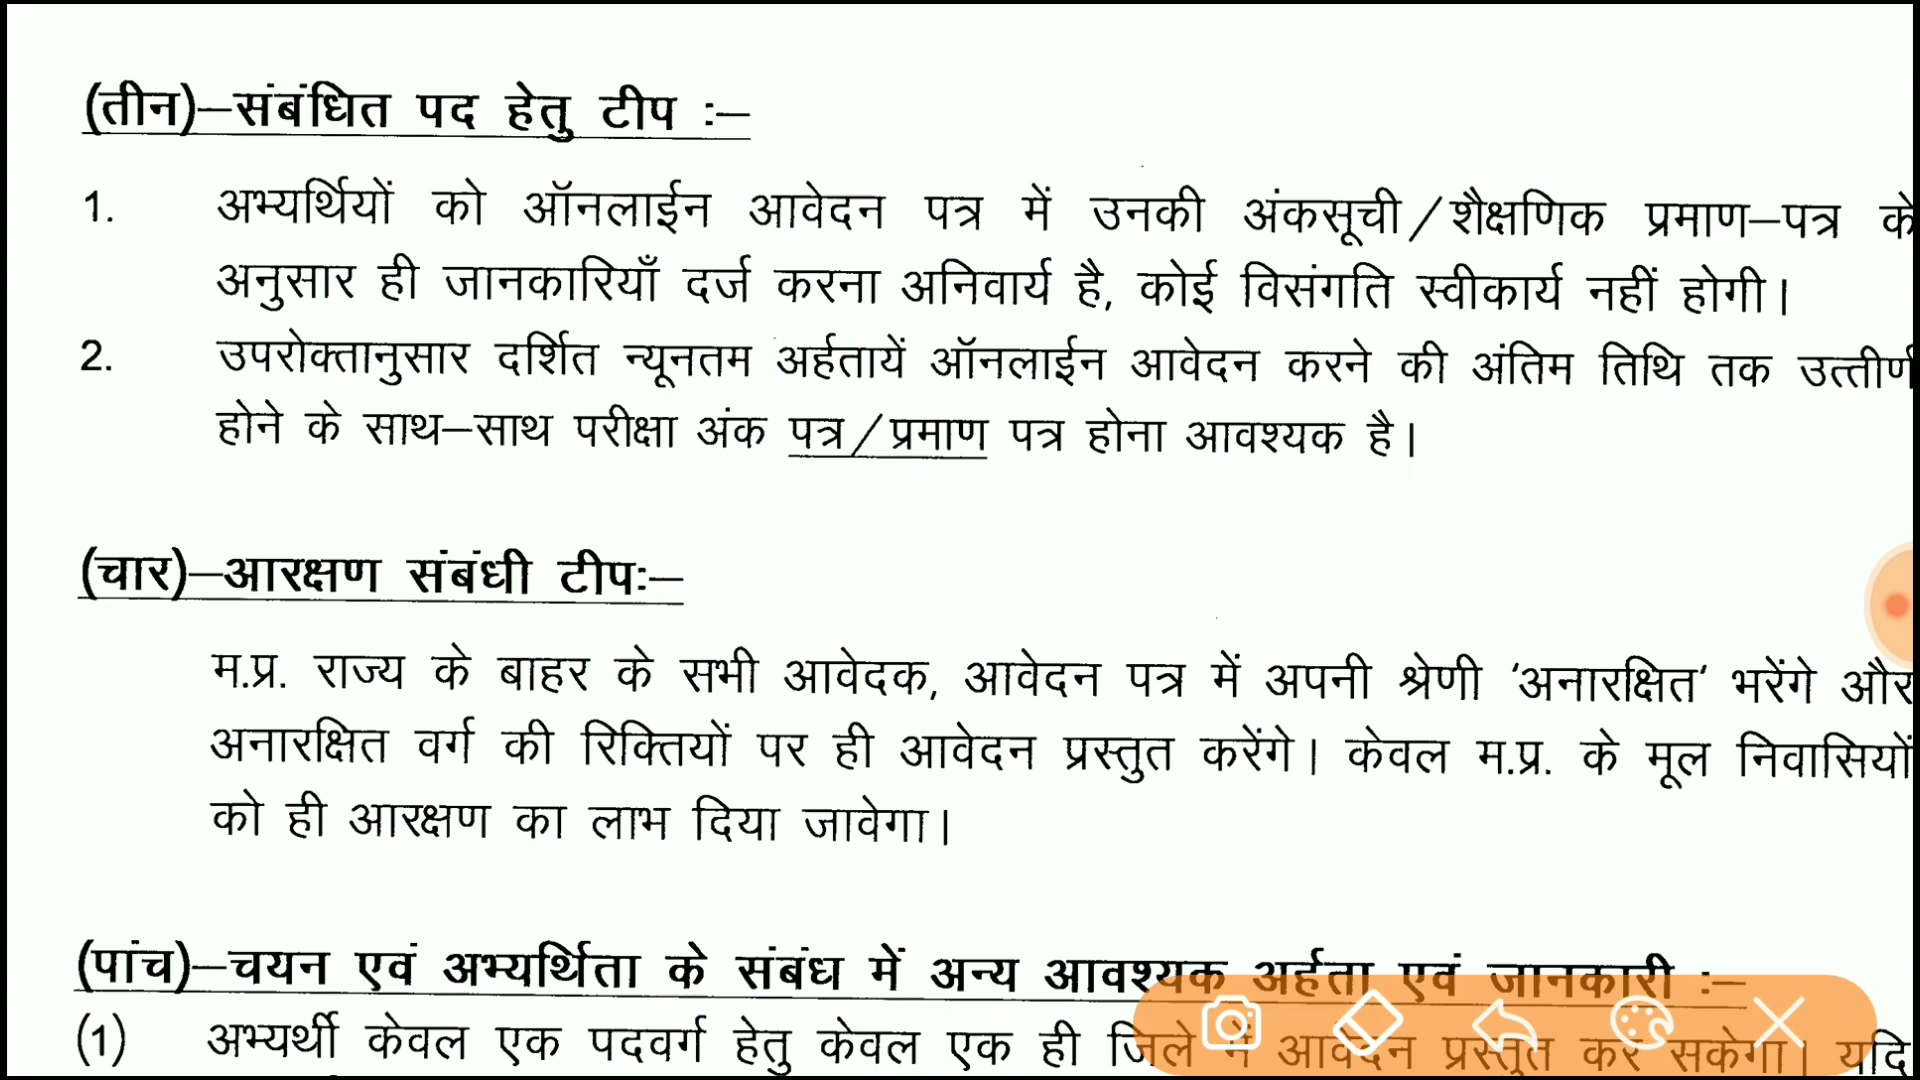 (तीन)–संबंधित पद हेतु टीप :–
1. अभ्यर्थियों को ऑनलाईन आवेदन पत्र में उनकी अंकसूची/शैक्षणिक प्रमाण–पत्र के
अनुसार ही जानकारियाँ दर्ज करना अनिवार्य है, कोई विसंगति स्वीकार्य नहीं होगी।
2. उपरोक्तानुसार दर्शित न्यूनतम अर्हतायें ऑनलाईन आवेदन करने की अंतिम तिथि तक उत्तीर्ण
होने के साथ–साथ परीक्षा अंक पत्र/प्रमाण पत्र होना आवश्यक है।
(चार)–आरक्षण संबंधी टीपः–
म.प्र. राज्य के बाहर के सभी आवेदक, आवेदन पत्र में अपनी श्रेणी ‘अनारक्षित‘ भरेंगे और
अनारक्षित वर्ग की रिक्तियों पर ही आवेदन प्रस्तुत करेंगे। केवल म.प्र. के मूल निवासियों
को ही आरक्षण का लाभ दिया जावेगा।
(पांच)–चयन एवं अभ्यर्थिता के संबंध में अन्य आवश्यक अर्हता एवं जानकारी :–
(1) अभ्यर्थी केवल एक पदवर्ग हेतु केवल एक ही जिले में आवेदन प्रस्तुत कर सकेगा। यदि